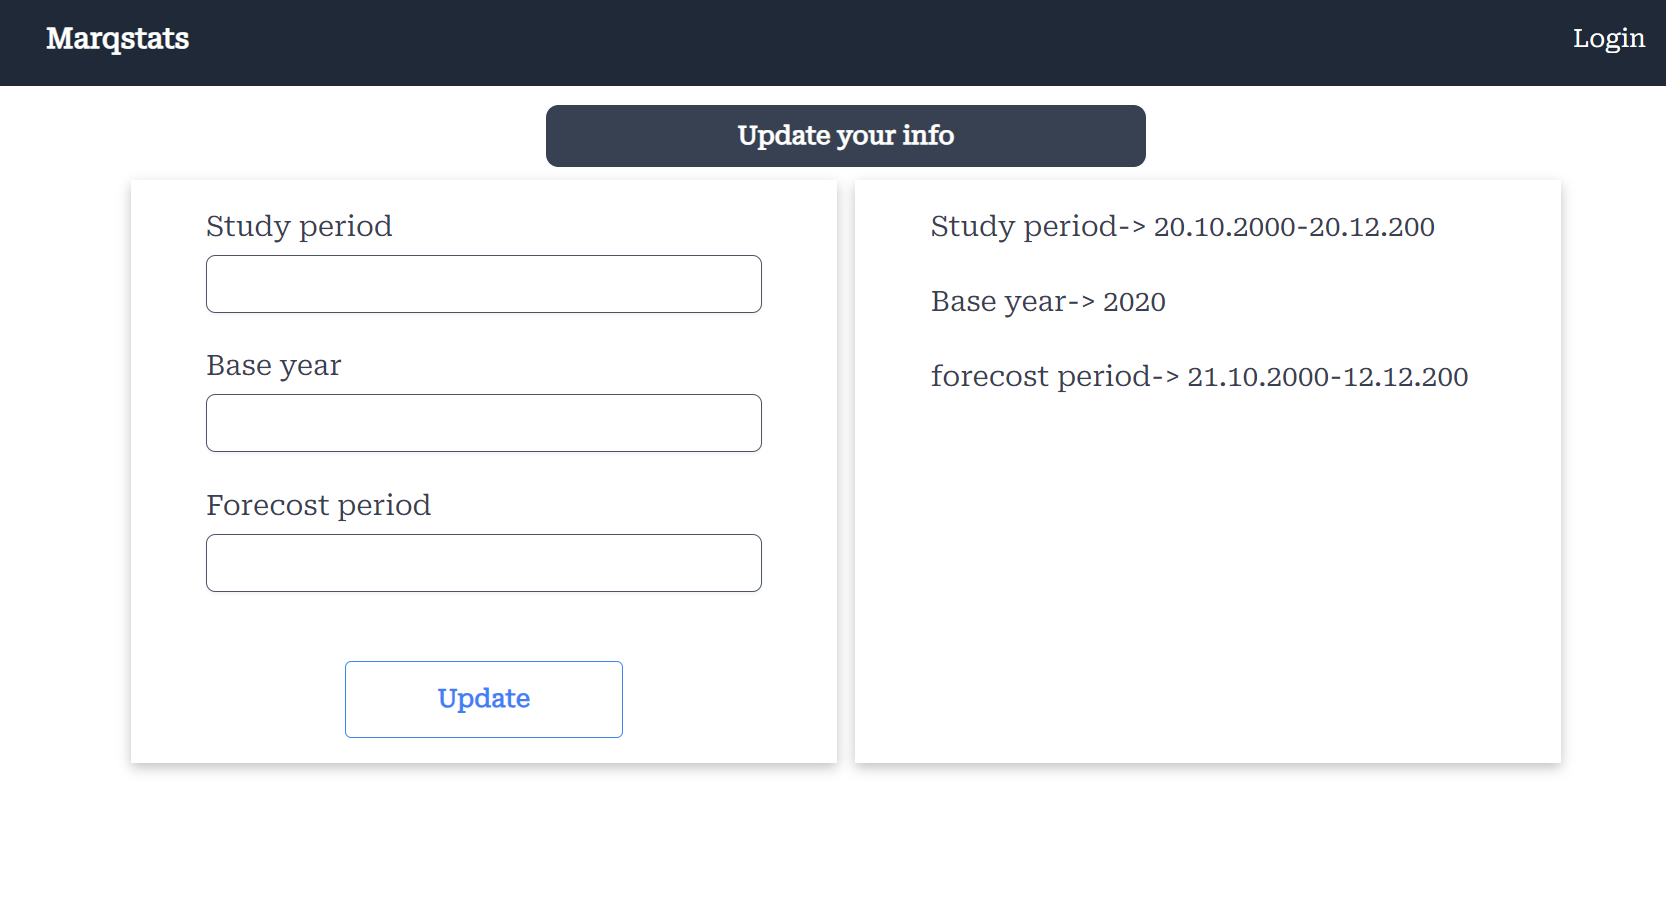 Marqstats
Login
Update your info
Study period
Base year
Forecost period
Update
Study period-> 20.10.2000-20.12.200
Base year-> 2020
forecost period-> 21.10.2000-12.12.200